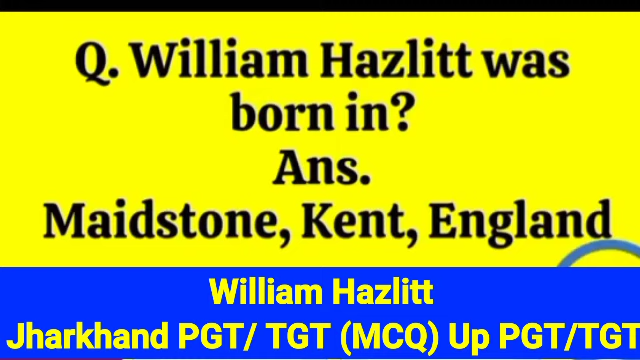 Q. William Hazlitt was
born in?
Ans.
Maidstone, Kent, England
William Hazlitt
Jharkhand PGT/ TGT (MCQ) Up PGT/TGT